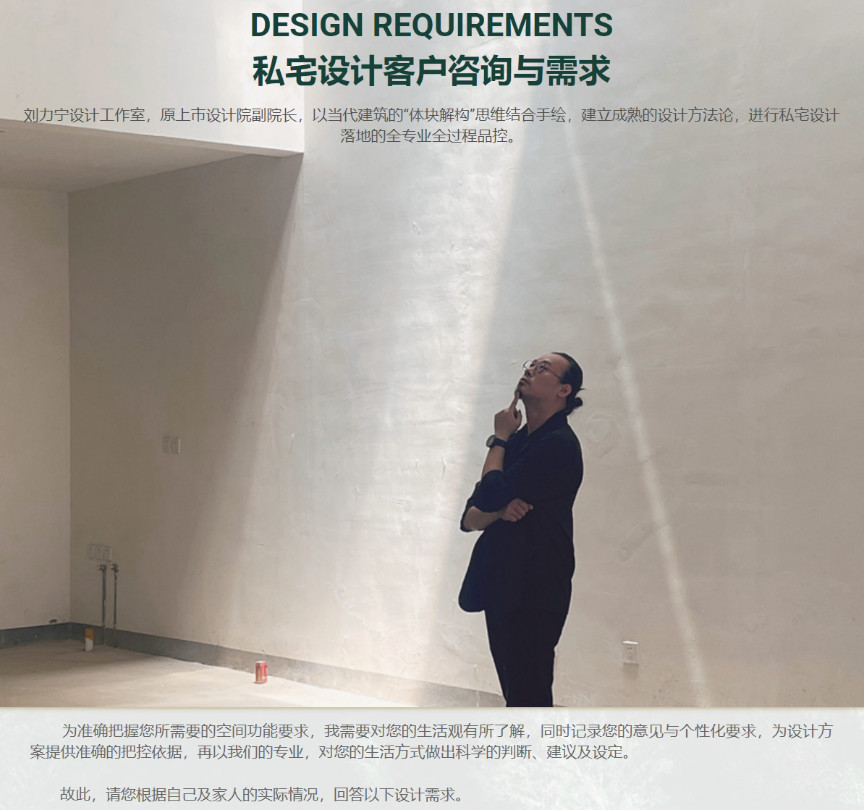 DESIGN REQUIREMENTS
私宅设计客户咨询与需求
刘力宁设计工作室，原上市设计院副院长，以当代建筑的“体块解构”思维结合手绘，建立成熟的设计方法论，进行私宅设计
落地的全专业全过程品控。
为准确把握您所需要的空间功能要求，我需要对您的生活观有所了解，同时记录您的意见与个性化要求，为设计方
案提供准确的把控依据，再以我们的专业，对您的生活方式做出科学的判断、建议及设定。
故此，请您根据自己及家人的实际情况，回答以下设计需求。